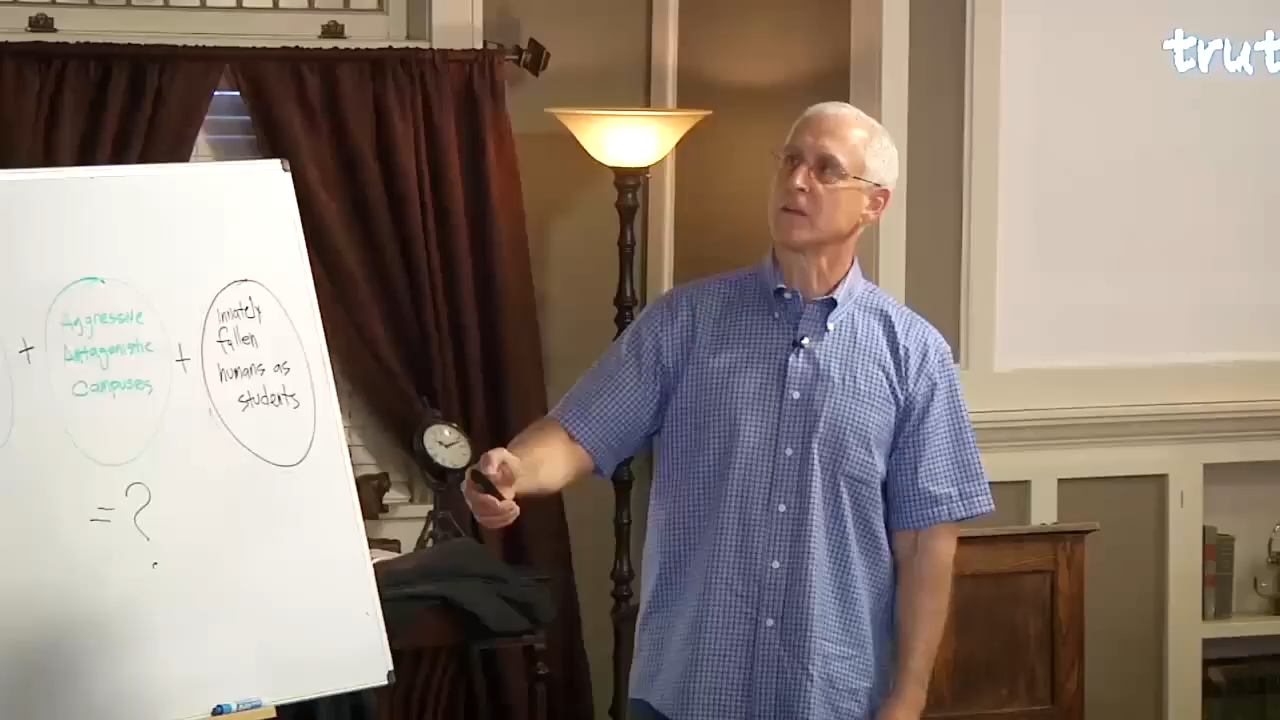 trut
+
Aggressive
Antagonistic
Campuses
+
innately
fallen
humans as
students
= ?